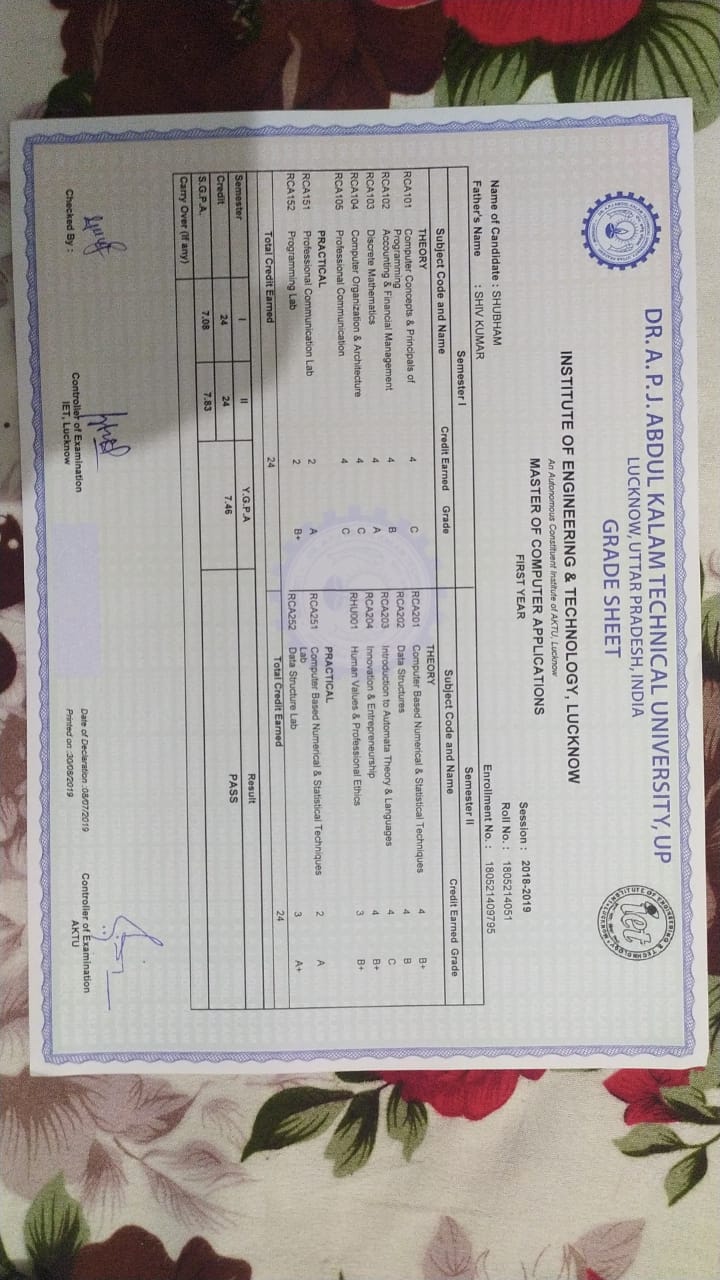 DR. A. P. J. ABDUL KALAM TECHNICAL UNIVERSITY, UP
LUCKNOW, UTTAR PRADESH, INDIA
GRADE SHEET
iet
INSTITUTE OF ENGINEERING & TECHNOLOGY, LUCKNOW
An Autonomous Constituent Institute of AKTU, Lucknow
MASTER OF COMPUTER APPLICATIONS
FIRST YEAR
Session : 2018-2019
Name of Candidate : SHUBHAM Roll No. : 1805214051
Father's Name : SHIV KUMAR Enrollment No. : 180521409795
Semester I Semester II
Subject Code and Name Credit Earned Grade Subject Code and Name Credit Earned Grade
THEORY THEORY
RCA101 Computer Concepts & Principals of 4 C RCA201 Computer Based Numerical & Statistical Techniques 4 B+
Programming RCA202 Data Structures 4 B
RCA102 Accounting & Financial Management 4 B RCA203 Introduction to Automata Theory & Languages 4 C
RCA103 Discrete Mathematics 4 A RCA204 Innovation & Entrepreneurship 4 B+
RCA104 Computer Organization & Architecture 4 C RHU001 Human Values & Professional Ethics 3 B+
RCA105 Professional Communication 4 C
PRACTICAL PRACTICAL
RCA151 Professional Communication Lab 2 A RCA251 Computer Based Numerical & Statistical Techniques 2 A
Lab
RCA152 Programming Lab 2 B+ RCA252 Data Structure Lab 3 A+
Total Credit Earned 24 Total Credit Earned 24
Semester I II Y.G.P.A Result
Credit 24 24 7.46 PASS
S.G.P.A. 7.08 7.83
Carry Over (If any)
Checked By :
Controller of Examination
IET, Lucknow
Date of Declaration :08/07/2019
Printed on :30/08/2019
Controller of Examination
AKTU